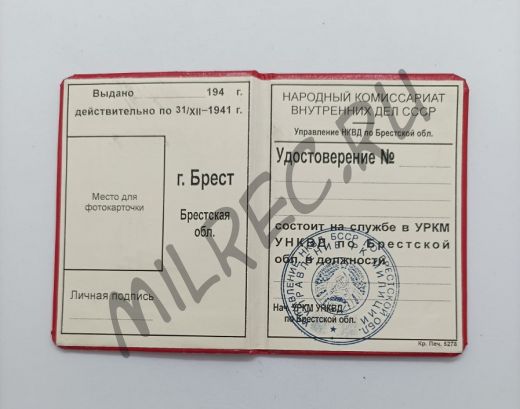 Выдано 194 г.
действительно по 31/XII–1941 г.
Место для
фотокарточки
г. Брест
Брестская
обл.
Личная подпись
НАРОДНЫЙ КОМИССАРИАТ
ВНУТРЕННИХ ДЕЛ СССР
Управление НКВД по Брестской обл.
Удостоверение №
состоит на службе в УРКМ
УНКВД по Брестской
обл. в должности
Нач. УРКМ УНКВД
по Брестской обл.
Кр. Печ. 5278
MILREC.RU